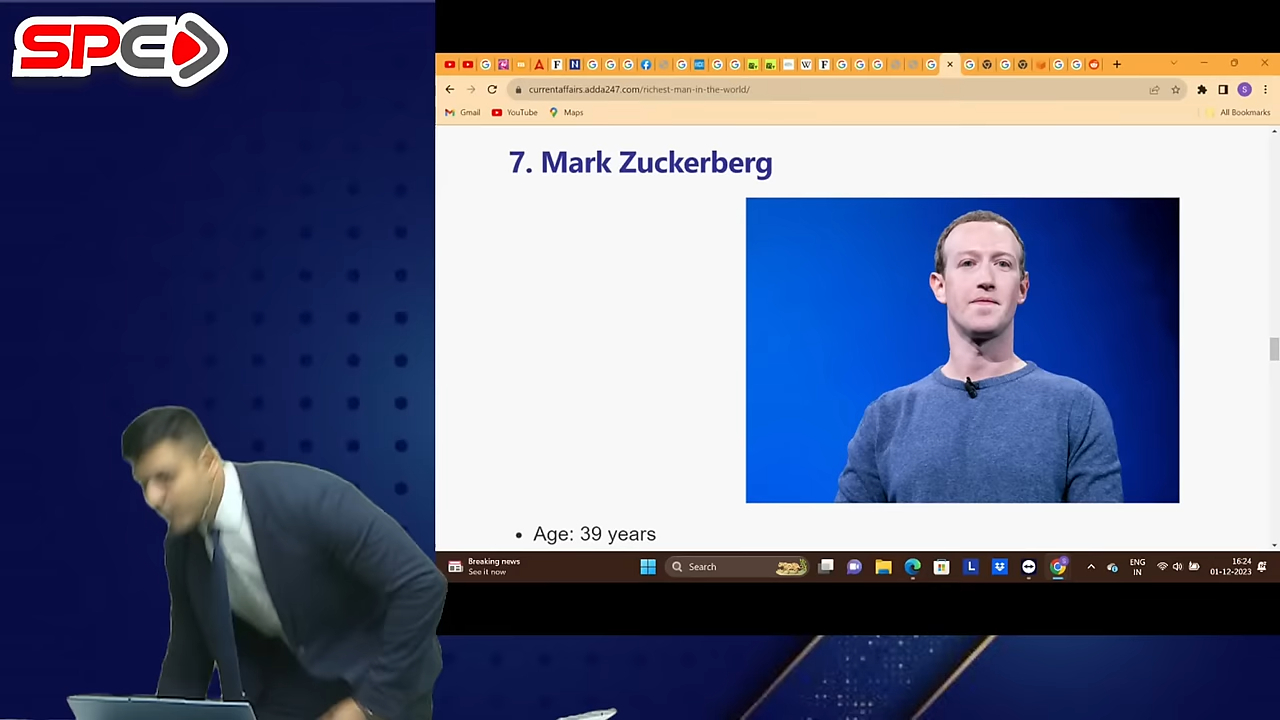 SPED
currentaffairs.adda247.com/richest-man-in-the-world/
Gmail YouTube Maps All Bookmarks
7. Mark Zuckerberg
• Age: 39 years
Breaking news
See it now
Search
ENG
IN
16:24
01-12-2023